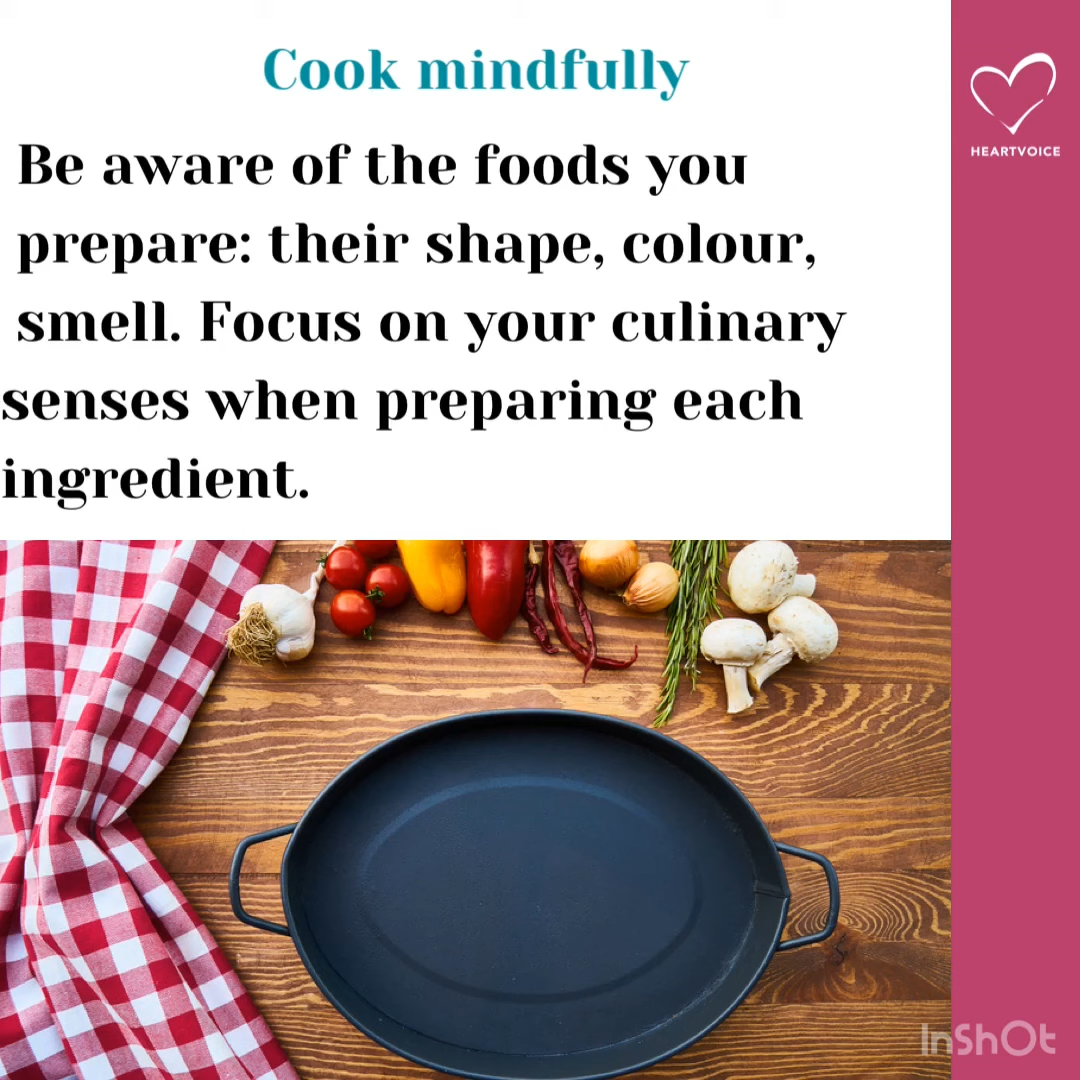 Cook mindfully
Be aware of the foods you
prepare: their shape, colour,
smell. Focus on your culinary
senses when preparing each
ingredient.
HEARTVOICE
InShOt